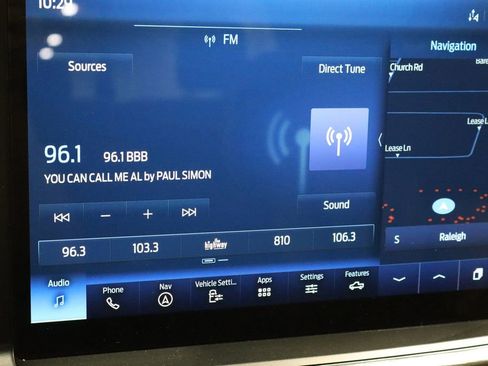 10:29
FM
Sources
Direct Tune
Navigation
Church Rd
Lease L
Lease Ln
96.1
96.1 BBB
YOU CAN CALL ME AL by PAUL SIMON
Sound
96.3
103.3
highway
810
106.3
S
Raleigh
Audio
Phone
Nav
Vehicle Setti...
Apps
Settings
Features